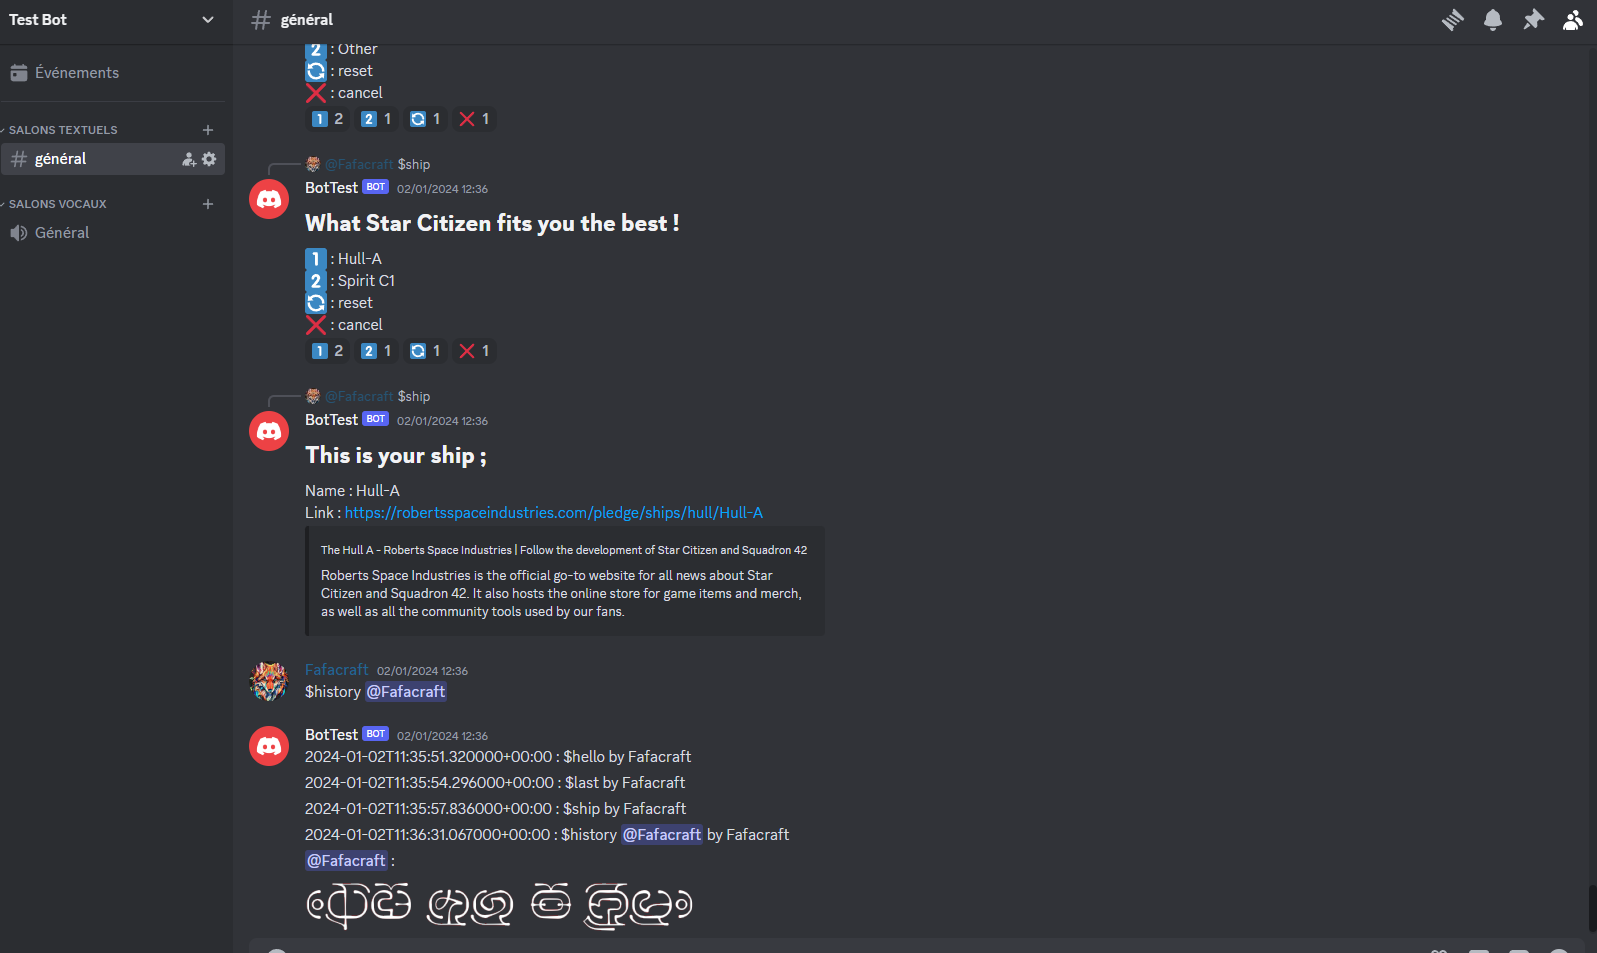 Test Bot
général
Événements
SALONS TEXTUELS
général
SALONS VOCAUX
Général
2 : Other
: reset
: cancel
1 2 2 1 1 1
@Fafacraft $ship
BotTest BOT 02/01/2024 12:36
What Star Citizen fits you the best !
1 : Hull-A
2 : Spirit C1
: reset
: cancel
1 2 2 1 1 1
@Fafacraft $ship
BotTest BOT 02/01/2024 12:36
This is your ship ;
Name : Hull-A
Link : https://robertsspaceindustries.com/pledge/ships/hull/Hull-A
The Hull A - Roberts Space Industries | Follow the development of Star Citizen and Squadron 42
Roberts Space Industries is the official go-to website for all news about Star
Citizen and Squadron 42. It also hosts the online store for game items and merch,
as well as all the community tools used by our fans.
Fafacraft 02/01/2024 12:36
$history @Fafacraft
BotTest BOT 02/01/2024 12:36
2024-01-02T11:35:51.320000+00:00 : $hello by Fafacraft
2024-01-02T11:35:54.296000+00:00 : $last by Fafacraft
2024-01-02T11:35:57.836000+00:00 : $ship by Fafacraft
2024-01-02T11:36:31.067000+00:00 : $history @Fafacraft by Fafacraft
@Fafacraft :